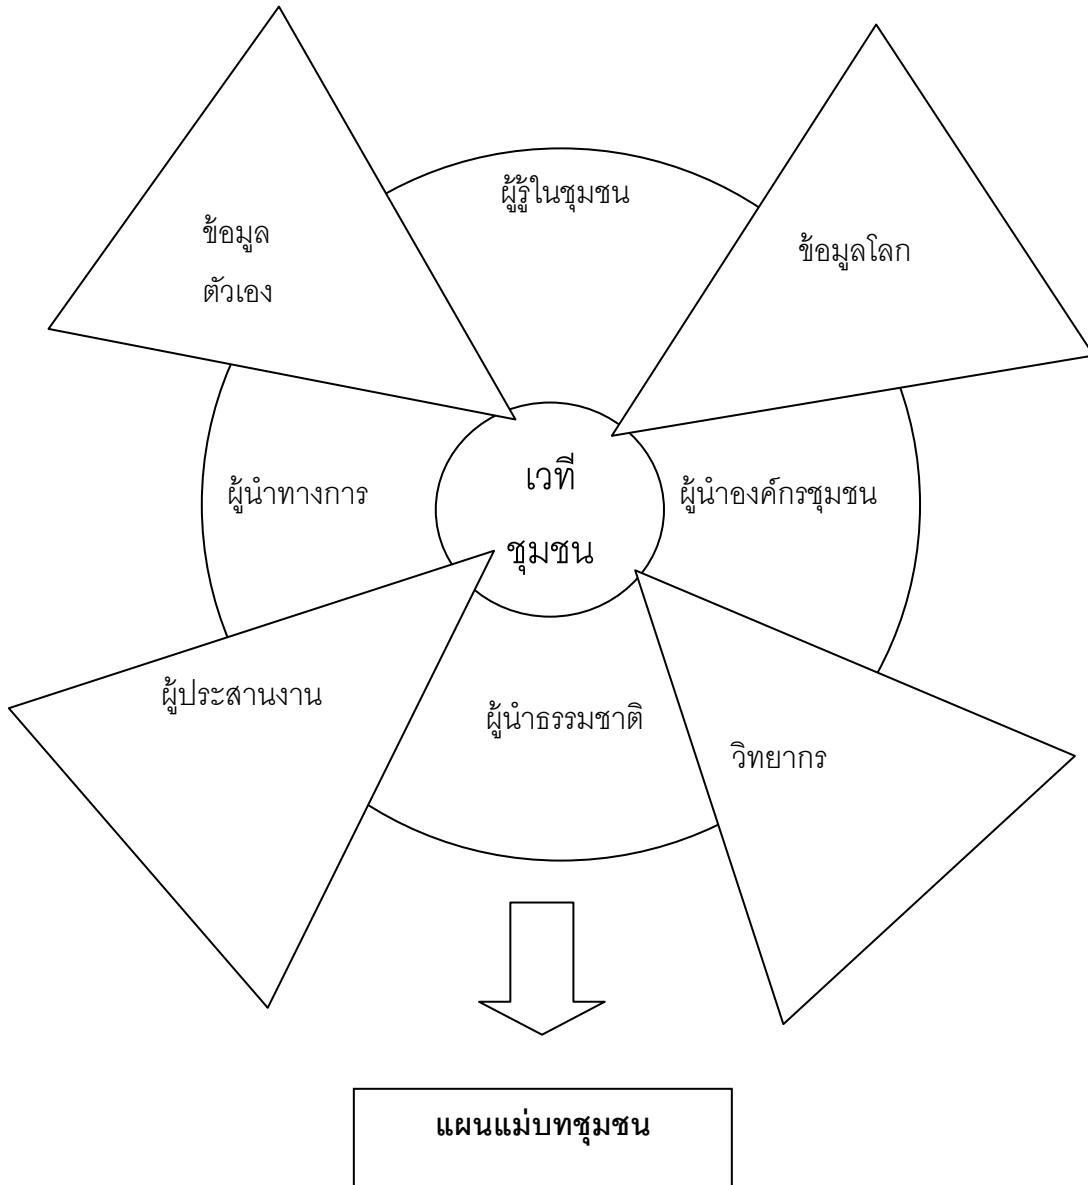 ผู้รู้ในชุมชน
ข้อมูล
ตัวเอง
ข้อมูลโลก
เวที
ชุมชน
ผู้นำทางการ
ผู้นำองค์กรชุมชน
ผู้ประสานงาน
ผู้นำธรรมชาติ
วิทยากร
แผนแม่บทชุมชน